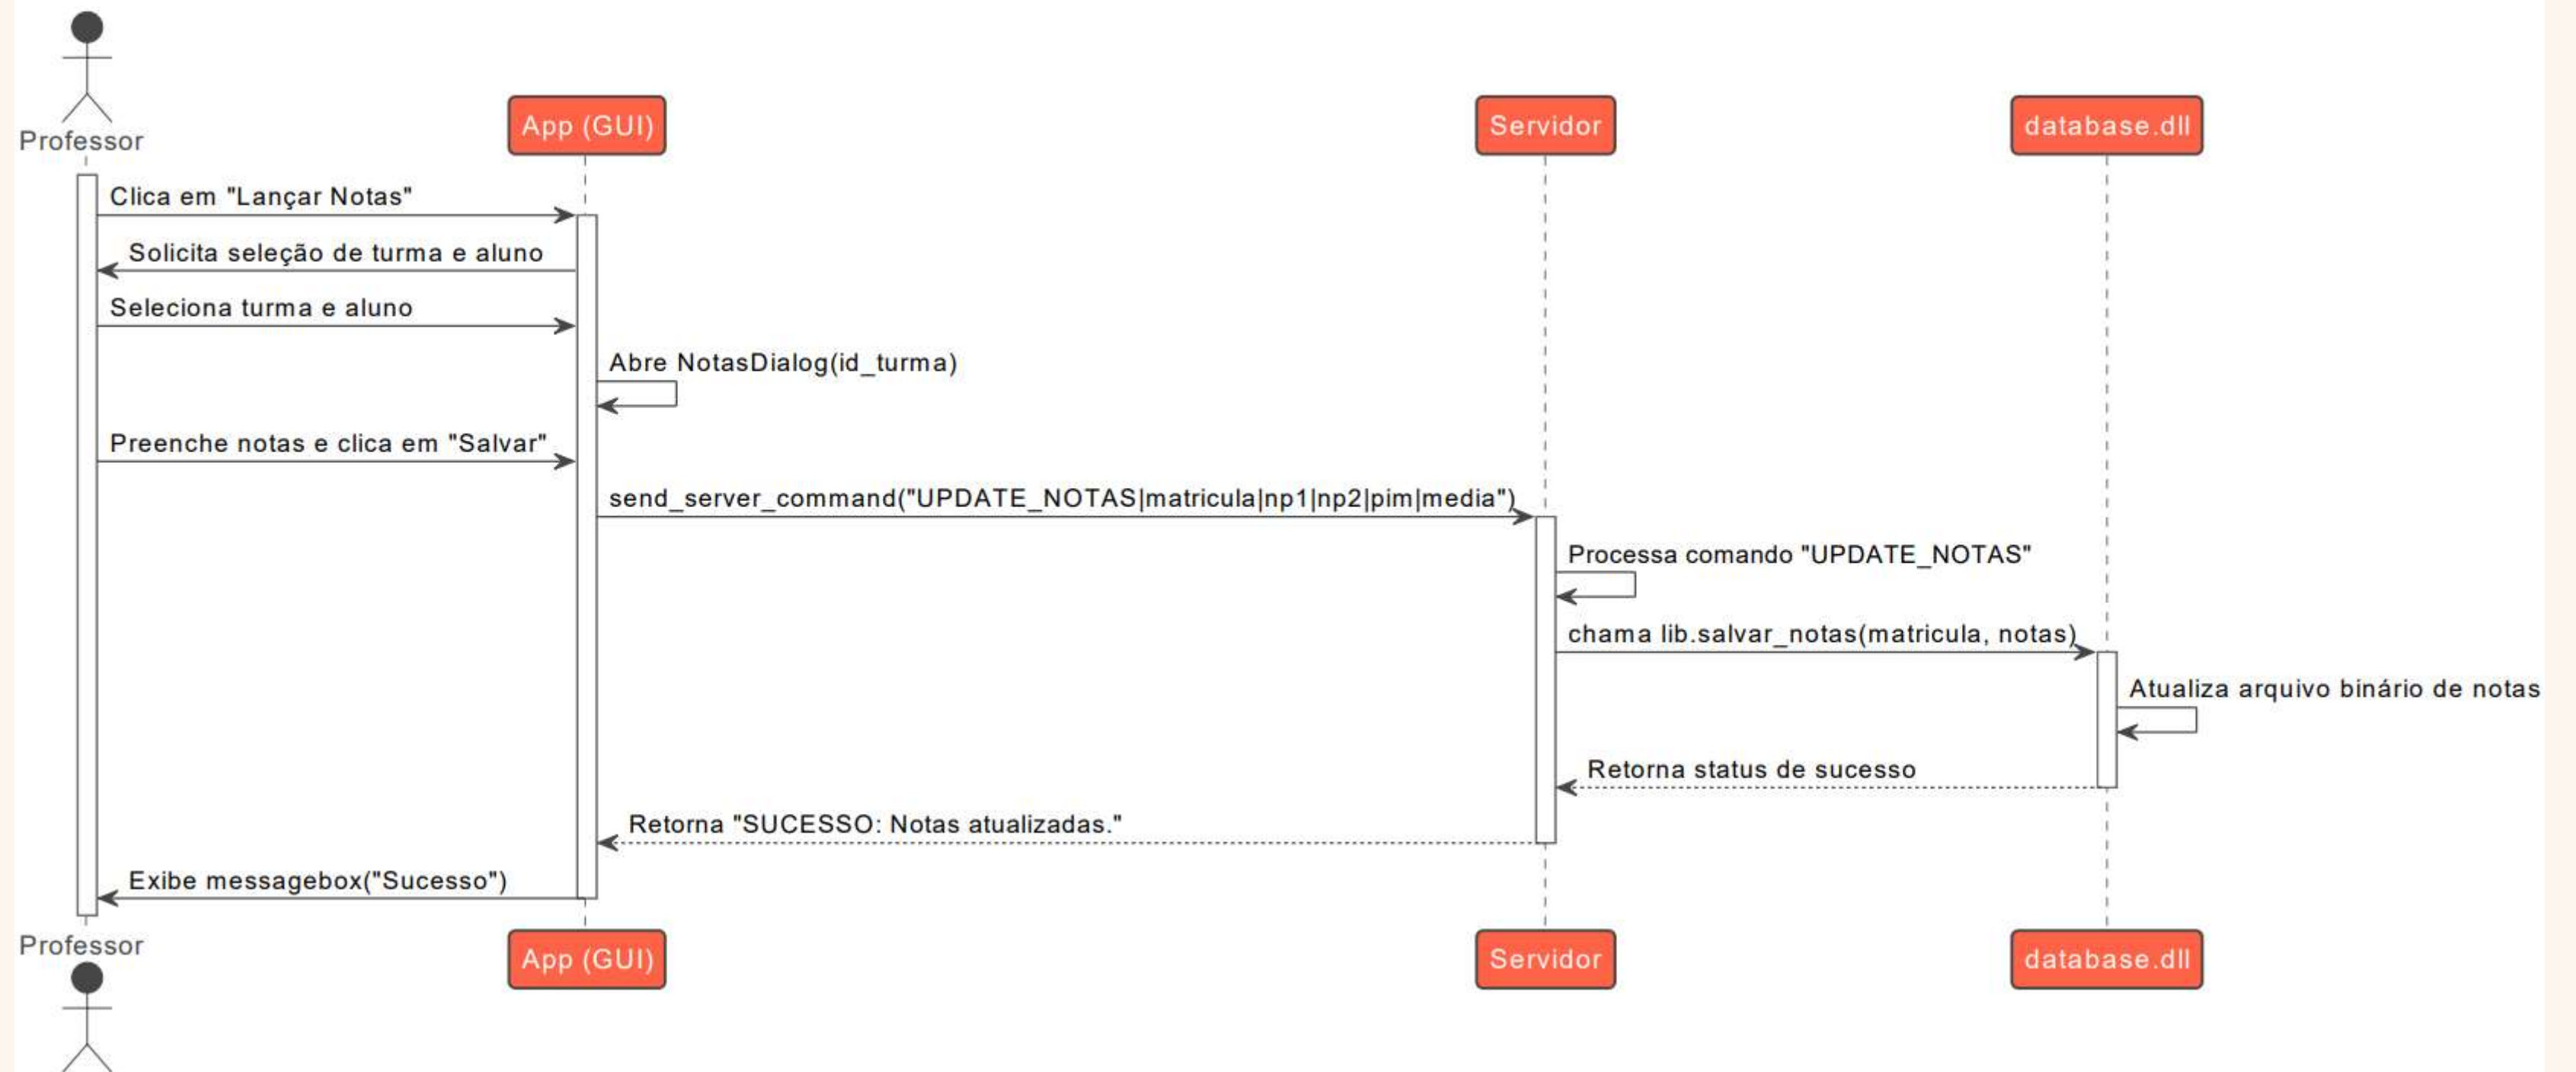 Professor
App (GUI)
Servidor
database.dll
Clica em "Lançar Notas"
Solicita seleção de turma e aluno
Seleciona turma e aluno
Abre NotasDialog(id_turma)
Preenche notas e clica em "Salvar"
send_server_command("UPDATE_NOTAS|matricula|np1|np2|pim|media")
Processa comando "UPDATE_NOTAS"
chama lib.salvar_notas(matricula, notas)
Atualiza arquivo binário de notas
Retorna status de sucesso
Retorna "SUCESSO: Notas atualizadas."
Exibe messagebox("Sucesso")
Professor
App (GUI)
Servidor
database.dll